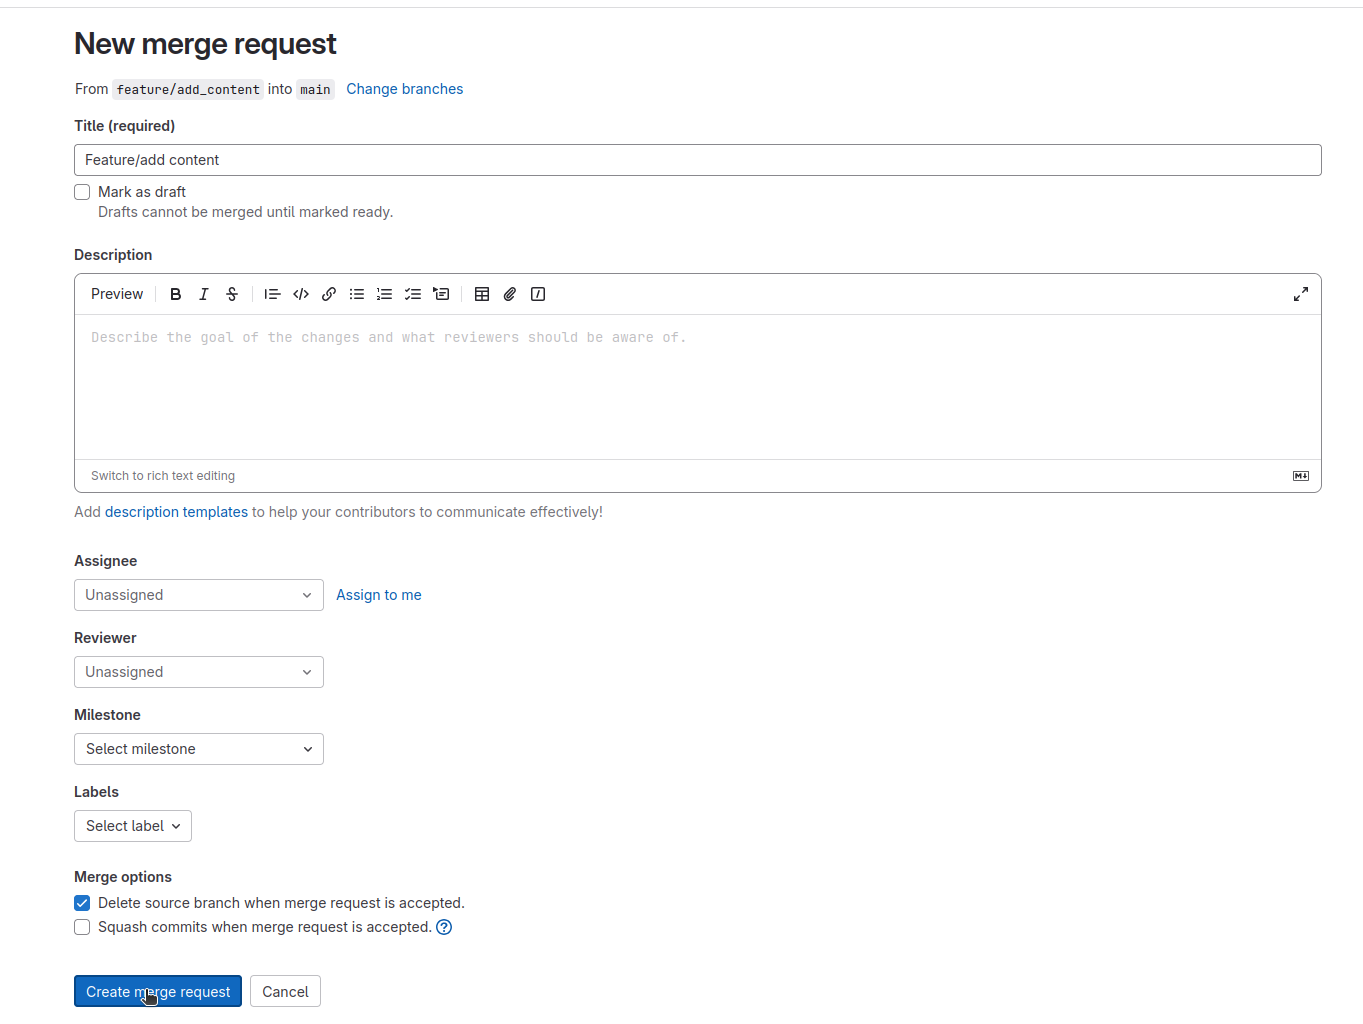 New merge request
From feature/add_content into main Change branches
Title (required)
Feature/add content
Mark as draft
Drafts cannot be merged until marked ready.
Description
Preview
Describe the goal of the changes and what reviewers should be aware of.
Switch to rich text editing
Add description templates to help your contributors to communicate effectively!
Assignee
Unassigned Assign to me
Reviewer
Unassigned
Milestone
Select milestone
Labels
Select label
Merge options
Delete source branch when merge request is accepted.
Squash commits when merge request is accepted. ?
Create merge request Cancel